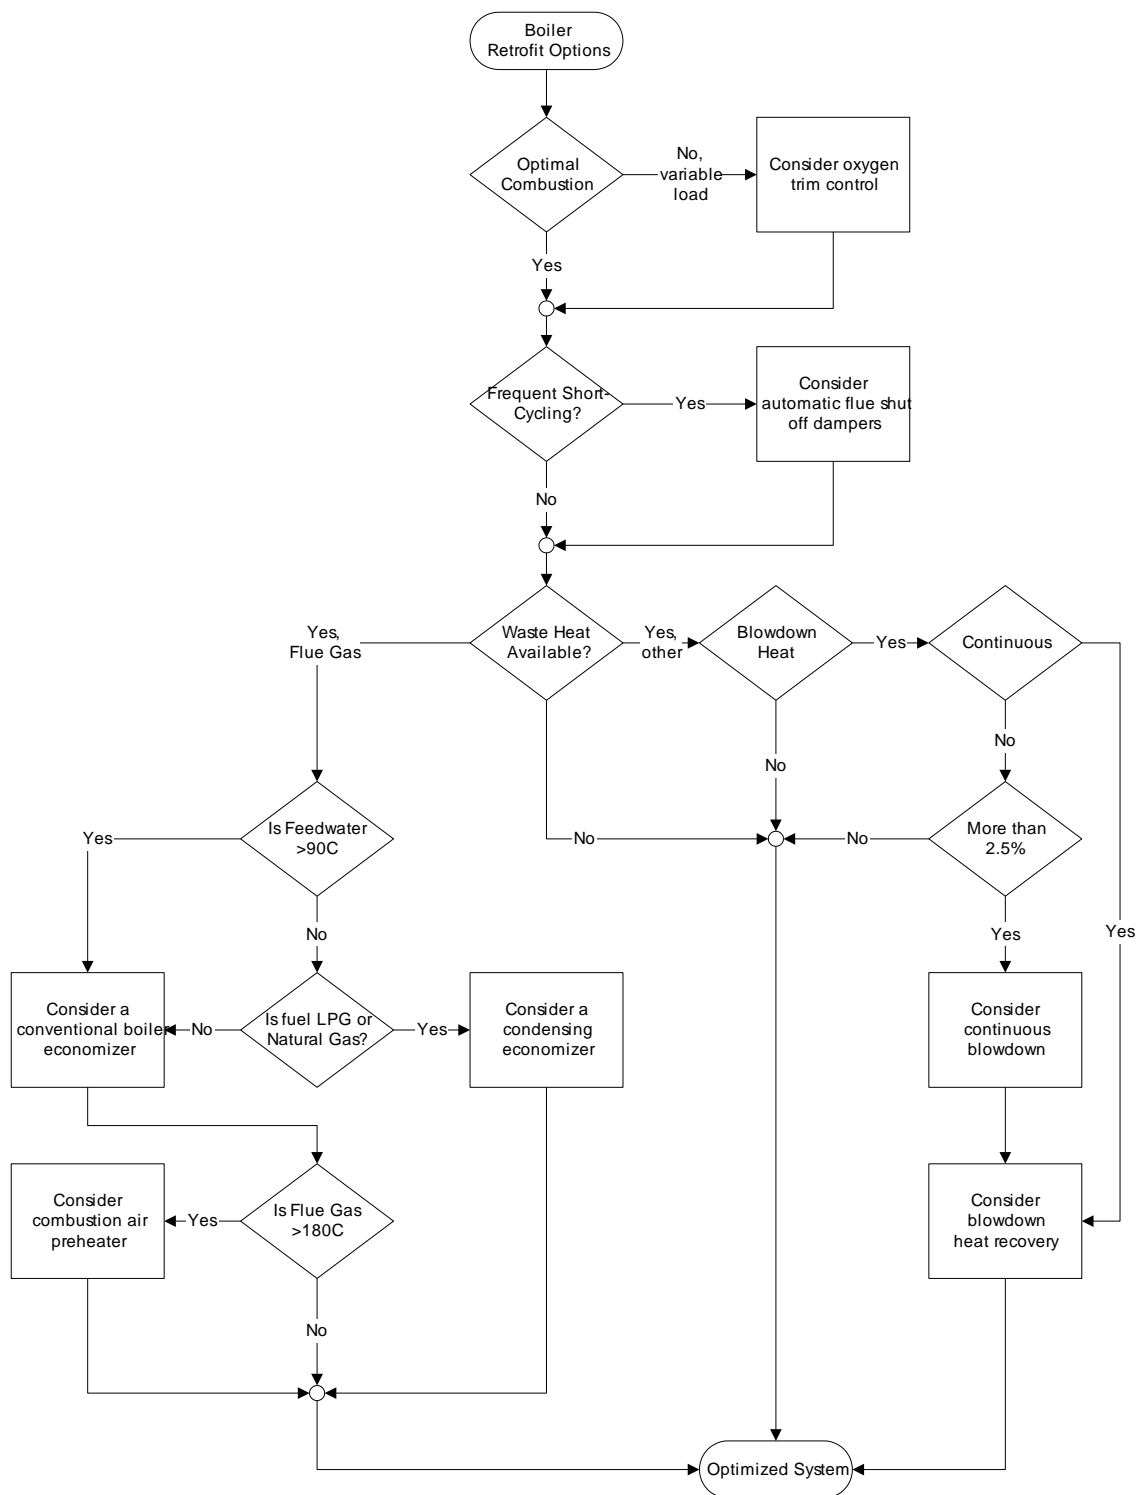 Boiler
Retrofit Options
Optimal
Combustion
No,
variable
load
Consider oxygen
trim control
Yes
Frequent Short-
Cycling?
Yes
Consider
automatic flue shut
off dampers
No
Yes,
Flue Gas
Waste Heat
Available?
Yes,
other
Blowdown
Heat
Yes
Continuous
No
No
Yes
Is Feedwater
>90C
No
No
More than
2.5%
No
Yes
Yes
Consider a
conventional boiler
economizer
No
Is fuel LPG or
Natural Gas?
Yes
Consider a
condensing
economizer
Consider
continuous
blowdown
Consider
combustion air
preheater
Yes
Is Flue Gas
>180C
Consider
blowdown
heat recovery
No
Optimized System